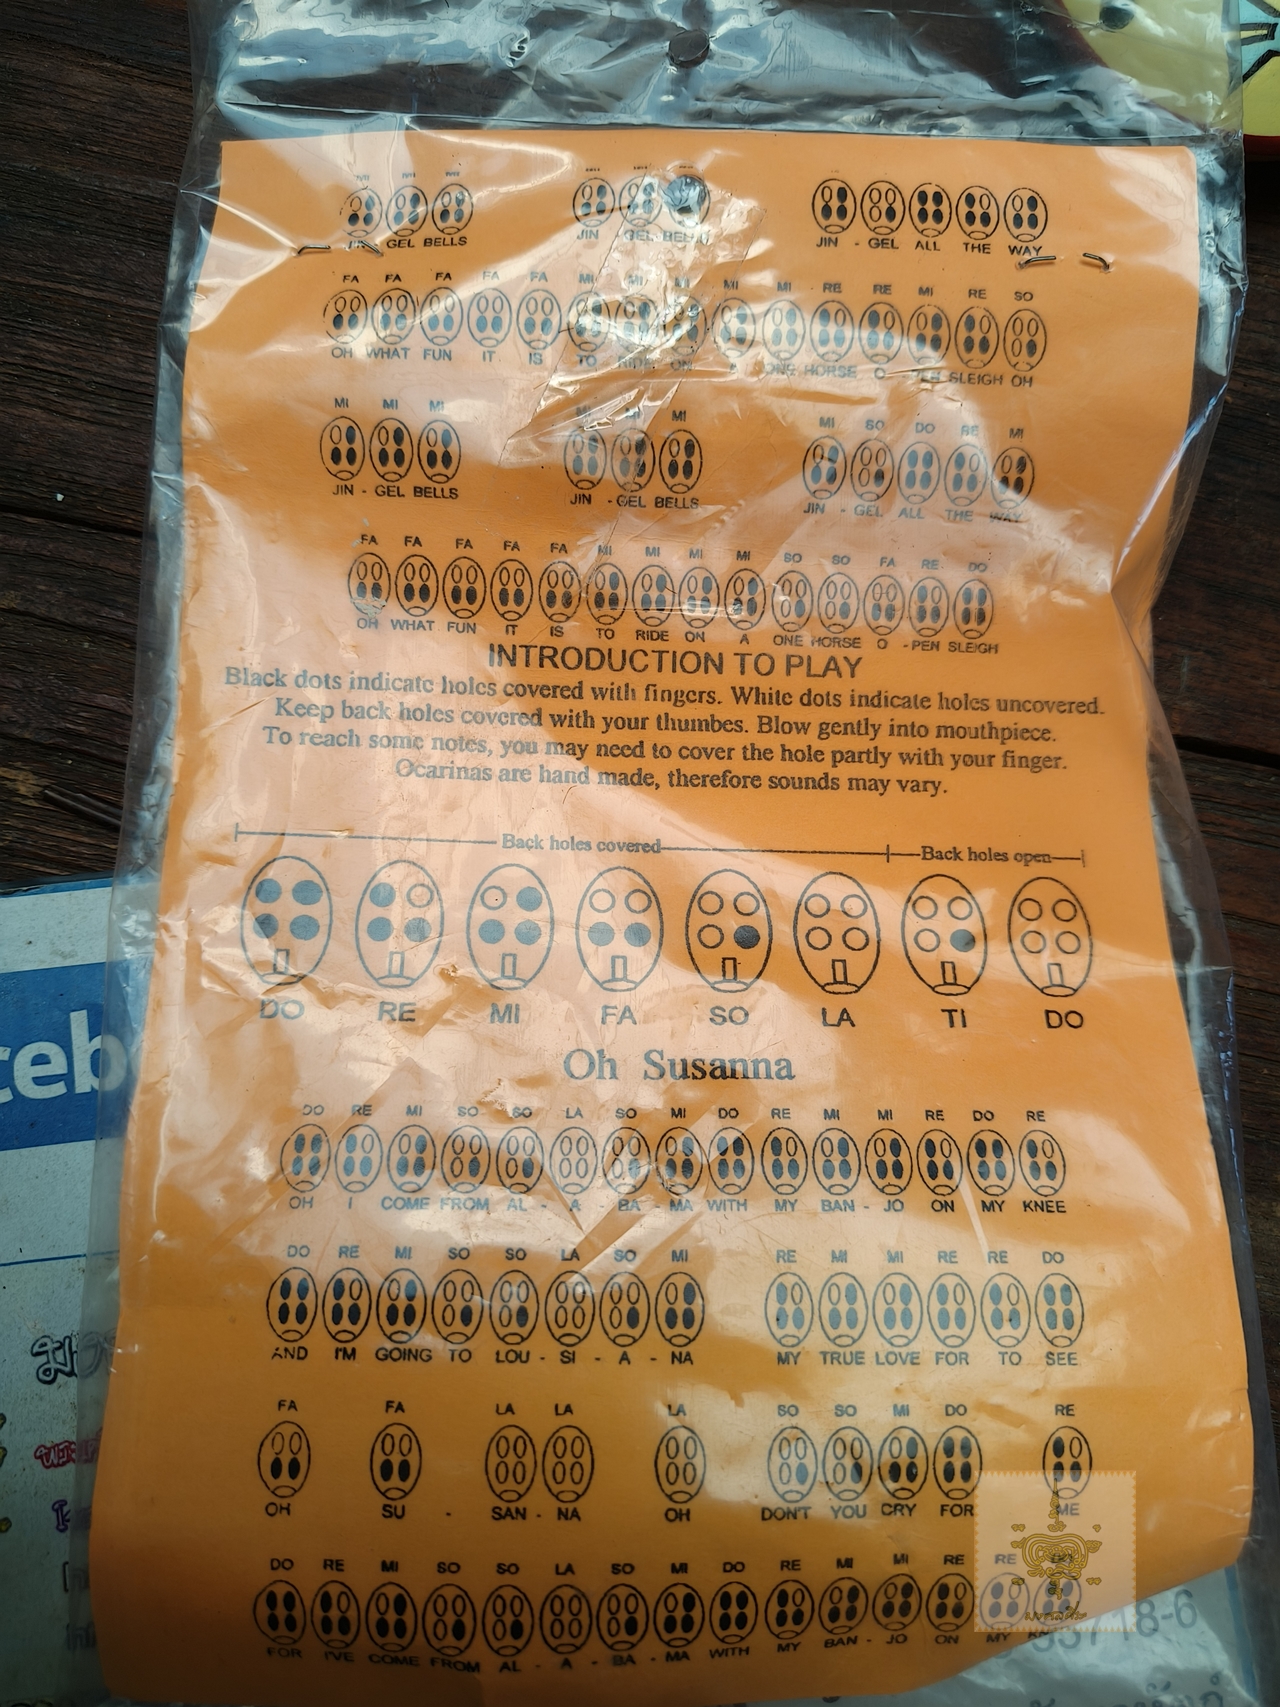 JIN - GEL BELLS JIN - GEL BELLS JIN - GEL ALL THE WAY
FA FA FA FA FA MI MI MI MI MI RE RE MI RE SO
OH WHAT FUN IT IS TO RIDE ON A ONE HORSE O - PEN SLEIGH OH
MI MI MI MI MI MI MI SO DO RE MI
JIN - GEL BELLS JIN - GEL BELLS JIN - GEL ALL THE WAY
FA FA FA FA FA MI MI MI MI SO SO FA RE DO
OH WHAT FUN IT IS TO RIDE ON A ONE HORSE O - PEN SLEIGH
INTRODUCTION TO PLAY
Black dots indicate holes covered with fingers. White dots indicate holes uncovered.
Keep back holes covered with your thumbes. Blow gently into mouthpiece.
To reach some notes, you may need to cover the hole partly with your finger.
Ocarinas are hand made, therefore sounds may vary.
Back holes covered Back holes open
DO RE MI FA SO LA TI DO
Oh Susanna
DO RE MI SO SO LA SO MI DO RE MI MI RE DO RE
OH I COME FROM AL - A - BA - MA WITH MY BAN - JO ON MY KNEE
DO RE MI SO SO LA SO MI RE MI MI RE RE DO
AND I'M GOING TO LOU - SI - A - NA MY TRUE LOVE FOR TO SEE
FA FA LA LA LA SO SO MI DO RE
OH SU - SAN - NA OH DON'T YOU CRY FOR ME
DO RE MI SO SO LA SO MI DO RE MI MI RE RE DO
FOR I'VE COME FROM AL - A - BA - MA WITH MY BAN - JO ON MY
ceb
18-6